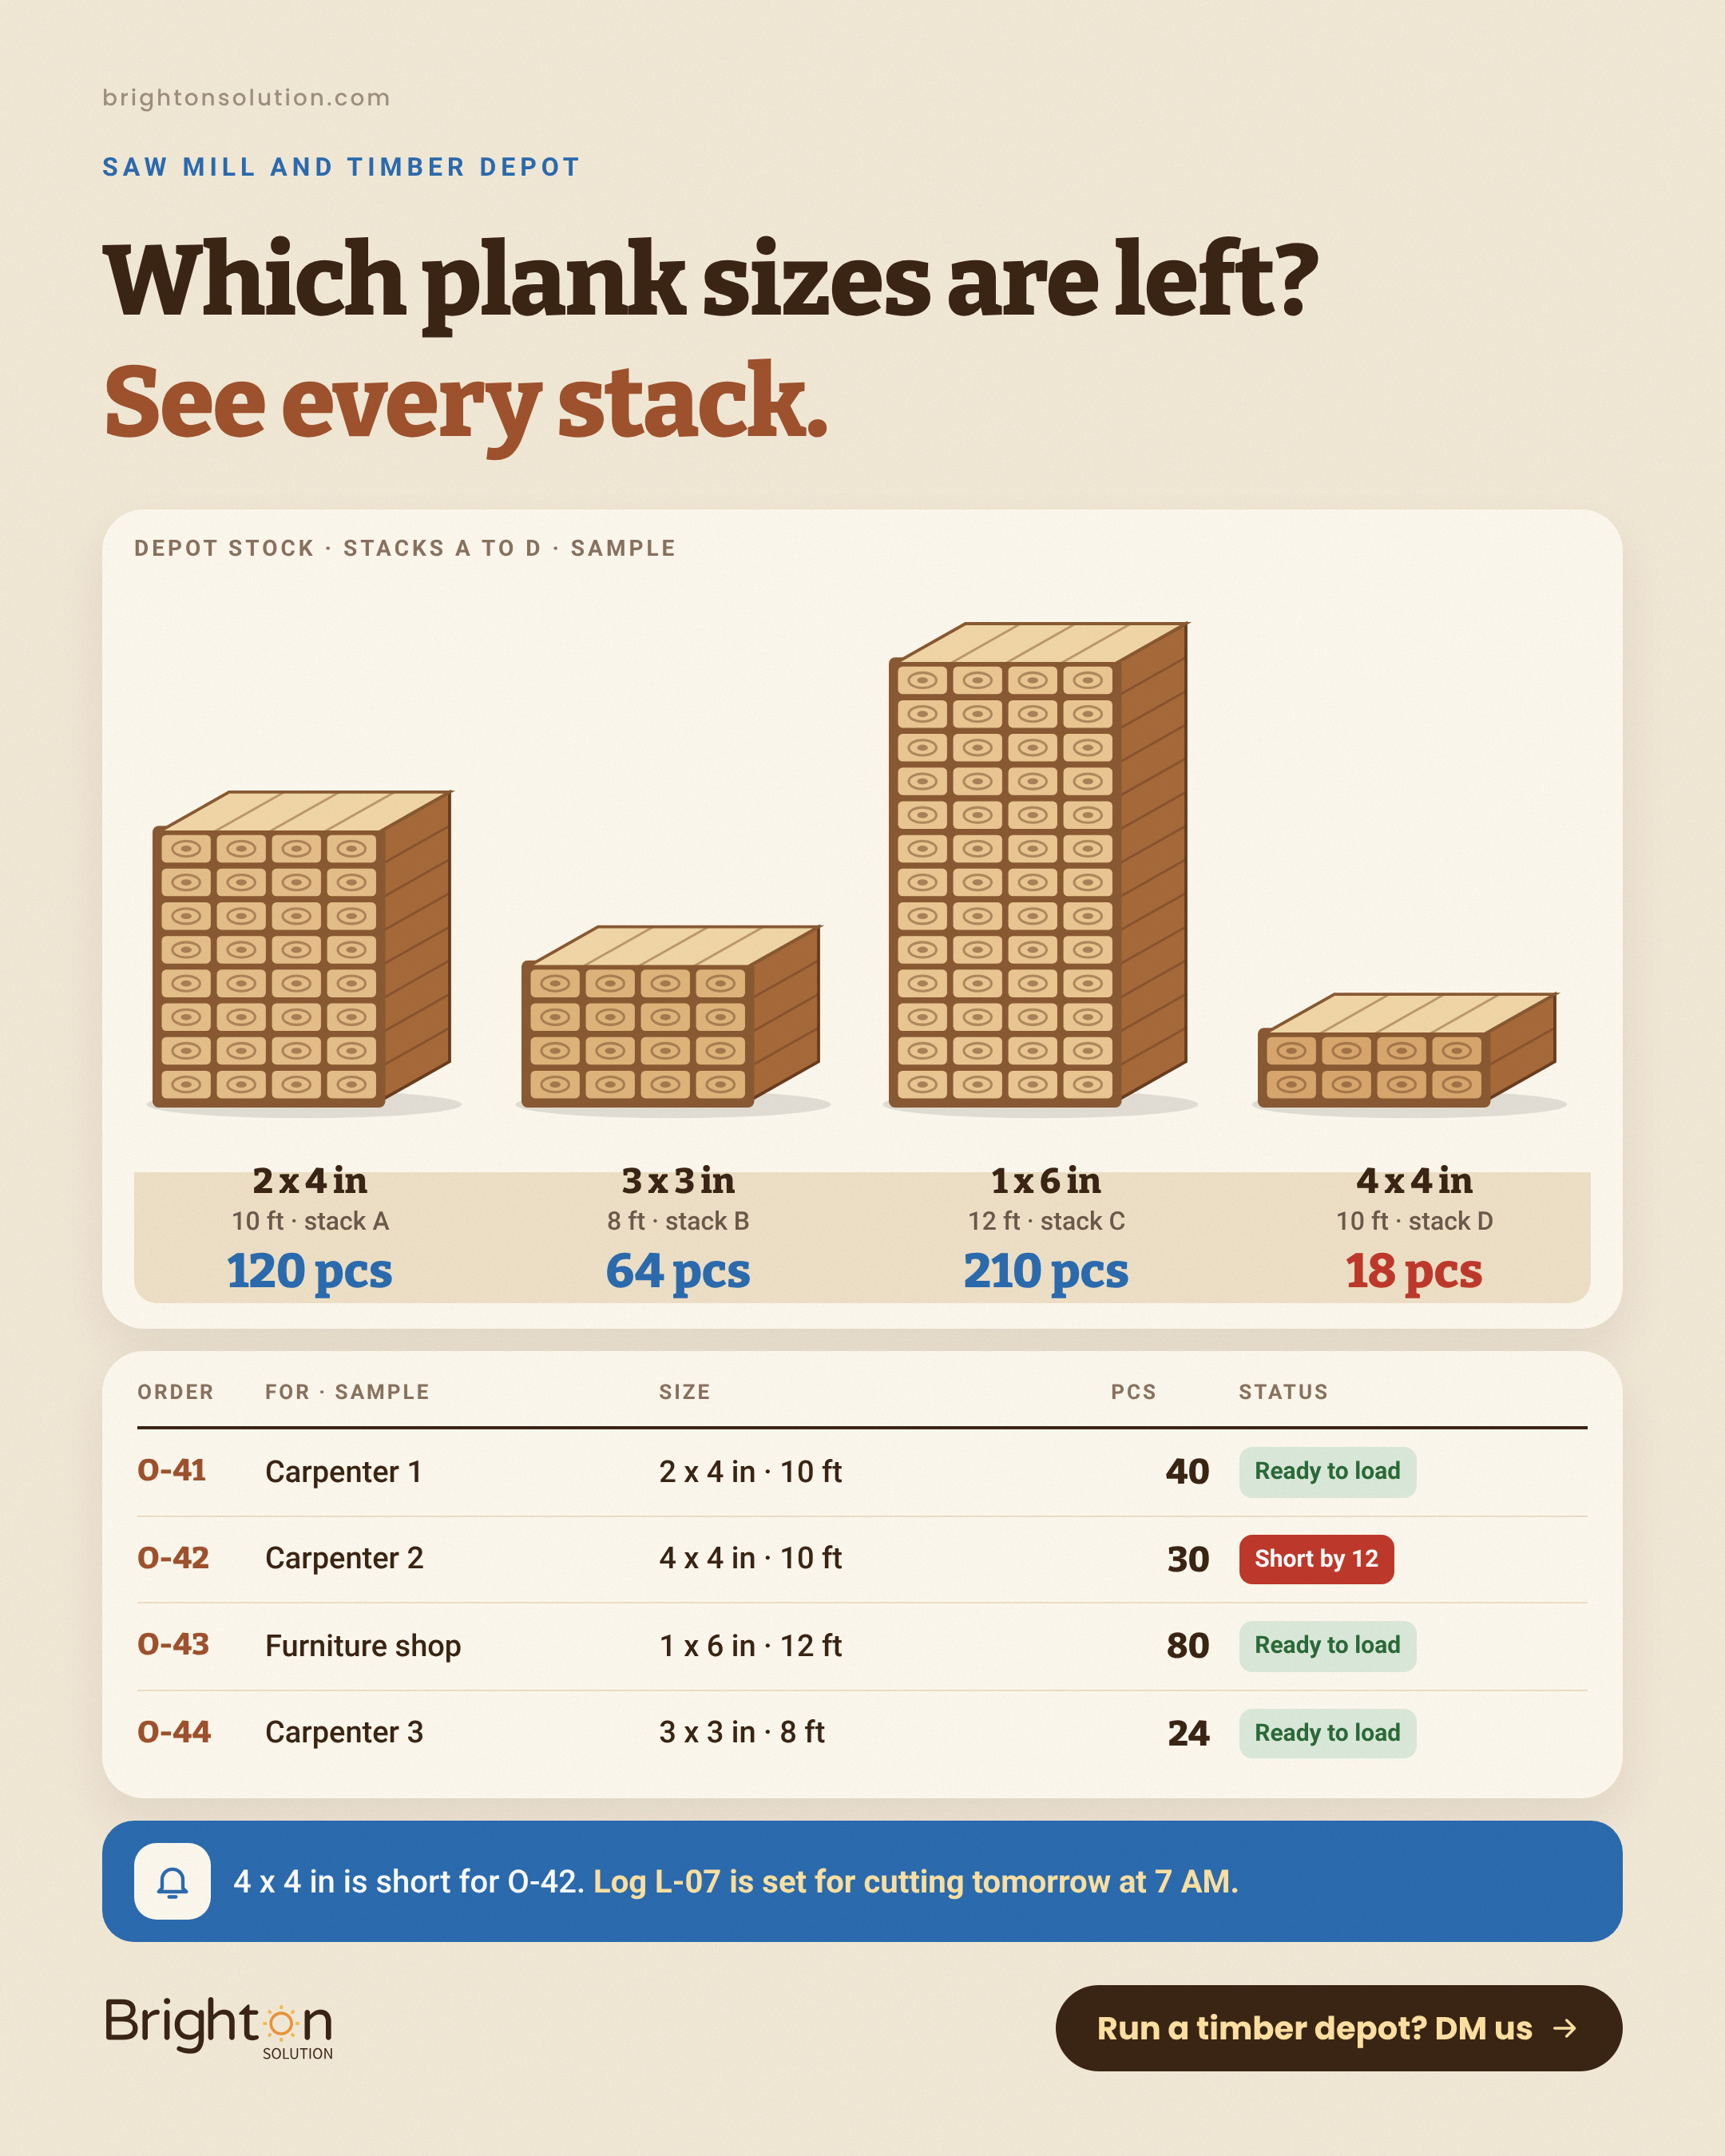 brightonsolution.com
SAW MILL AND TIMBER DEPOT
Which plank sizes are left?
See every stack.
DEPOT STOCK · STACKS A TO D · SAMPLE
2 x 4 in
10 ft · stack A
120 pcs
3 x 3 in
8 ft · stack B
64 pcs
1 x 6 in
12 ft · stack C
210 pcs
4 x 4 in
10 ft · stack D
18 pcs
ORDER FOR · SAMPLE SIZE PCS STATUS
O-41 Carpenter 1 2 x 4 in · 10 ft 40 Ready to load
O-42 Carpenter 2 4 x 4 in · 10 ft 30 Short by 12
O-43 Furniture shop 1 x 6 in · 12 ft 80 Ready to load
O-44 Carpenter 3 3 x 3 in · 8 ft 24 Ready to load
4 x 4 in is short for O-42. Log L-07 is set for cutting tomorrow at 7 AM.
Brighton
SOLUTION
Run a timber depot? DM us →